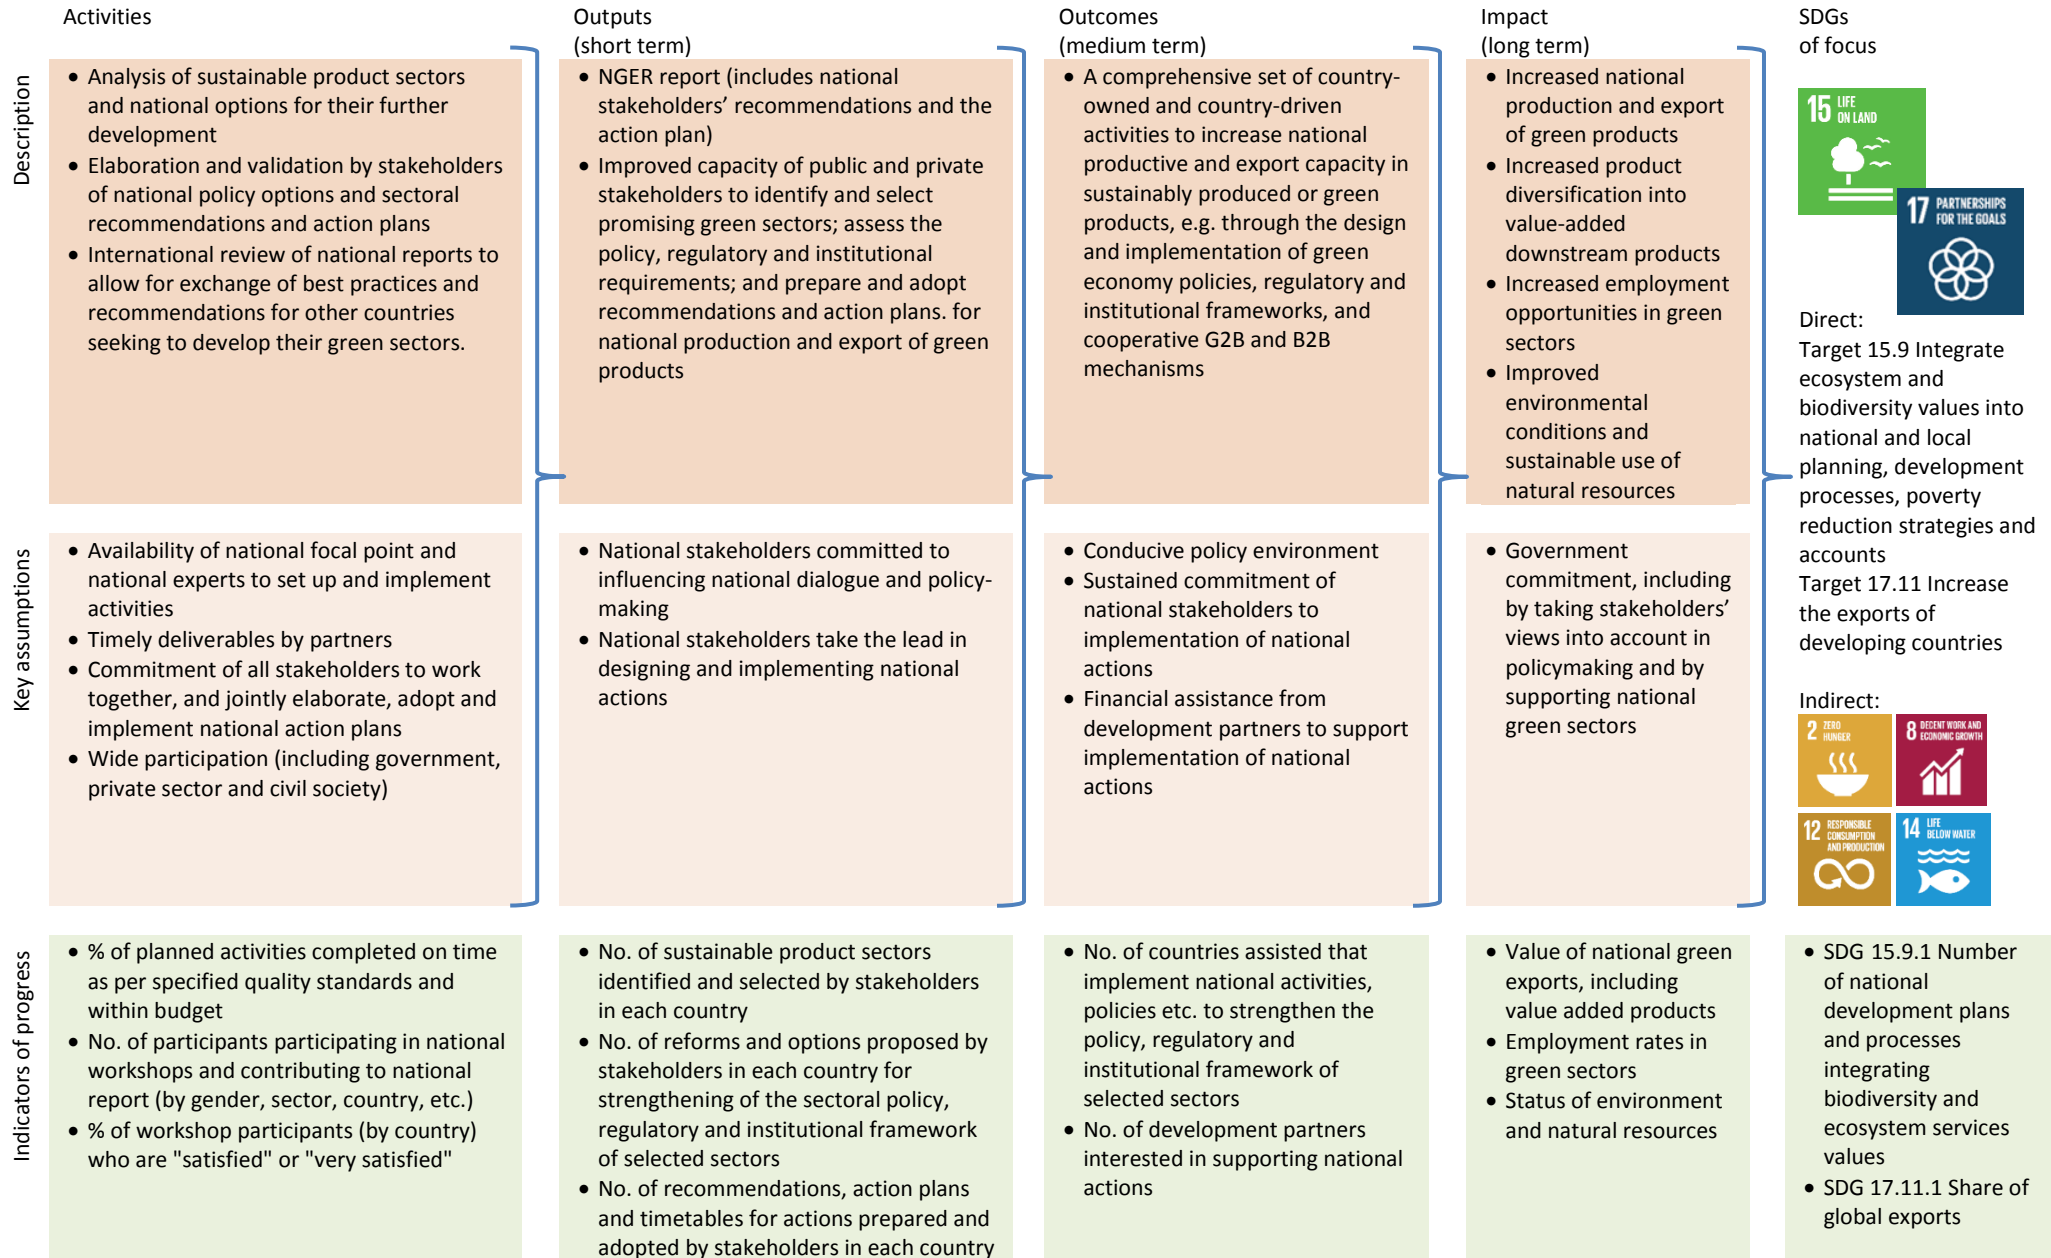 Activities
Outputs
(short term)
Outcomes
(medium term)
Impact
(long term)
SDGs
of focus
Description
• Analysis of sustainable product sectors
and national options for their further
development
• Elaboration and validation by stakeholders
of national policy options and sectoral
recommendations and action plans
• International review of national reports to
allow for exchange of best practices and
recommendations for other countries
seeking to develop their green sectors.
• NGER report (includes national
stakeholders’ recommendations and the
action plan)
• Improved capacity of public and private
stakeholders to identify and select
promising green sectors; assess the
policy, regulatory and institutional
requirements; and prepare and adopt
recommendations and action plans. for
national production and export of green
products
• A comprehensive set of country-
owned and country-driven
activities to increase national
productive and export capacity in
sustainably produced or green
products, e.g. through the design
and implementation of green
economy policies, regulatory and
institutional frameworks, and
cooperative G2B and B2B
mechanisms
• Increased national
production and export
of green products
• Increased product
diversification into
value-added
downstream products
• Increased employment
opportunities in green
sectors
• Improved
environmental
conditions and
sustainable use of
natural resources
15 LIFE
ON LAND
17 PARTNERSHIPS
FOR THE GOALS
Direct:
Target 15.9 Integrate
ecosystem and
biodiversity values into
national and local
planning, development
processes, poverty
reduction strategies and
accounts
Target 17.11 Increase
the exports of
developing countries
Indirect:
2 ZERO
HUNGER
8 DECENT WORK AND
ECONOMIC GROWTH
12 RESPONSIBLE
CONSUMPTION
AND PRODUCTION
14 LIFE
BELOW WATER
Key assumptions
• Availability of national focal point and
national experts to set up and implement
activities
• Timely deliverables by partners
• Commitment of all stakeholders to work
together, and jointly elaborate, adopt and
implement national action plans
• Wide participation (including government,
private sector and civil society)
• National stakeholders committed to
influencing national dialogue and policy-
making
• National stakeholders take the lead in
designing and implementing national
actions
• Conducive policy environment
• Sustained commitment of
national stakeholders to
implementation of national
actions
• Financial assistance from
development partners to support
implementation of national
actions
• Government
commitment, including
by taking stakeholders’
views into account in
policymaking and by
supporting national
green sectors
Indicators of progress
• % of planned activities completed on time
as per specified quality standards and
within budget
• No. of participants participating in national
workshops and contributing to national
report (by gender, sector, country, etc.)
• % of workshop participants (by country)
who are "satisfied" or "very satisfied"
• No. of sustainable product sectors
identified and selected by stakeholders
in each country
• No. of reforms and options proposed by
stakeholders in each country for
strengthening of the sectoral policy,
regulatory and institutional framework
of selected sectors
• No. of recommendations, action plans
and timetables for actions prepared and
adopted by stakeholders in each country
• No. of countries assisted that
implement national activities,
policies etc. to strengthen the
policy, regulatory and
institutional framework of
selected sectors
• No. of development partners
interested in supporting national
actions
• Value of national green
exports, including
value added products
• Employment rates in
green sectors
• Status of environment
and natural resources
• SDG 15.9.1 Number
of national
development plans
and processes
integrating
biodiversity and
ecosystem services
values
• SDG 17.11.1 Share of
global exports